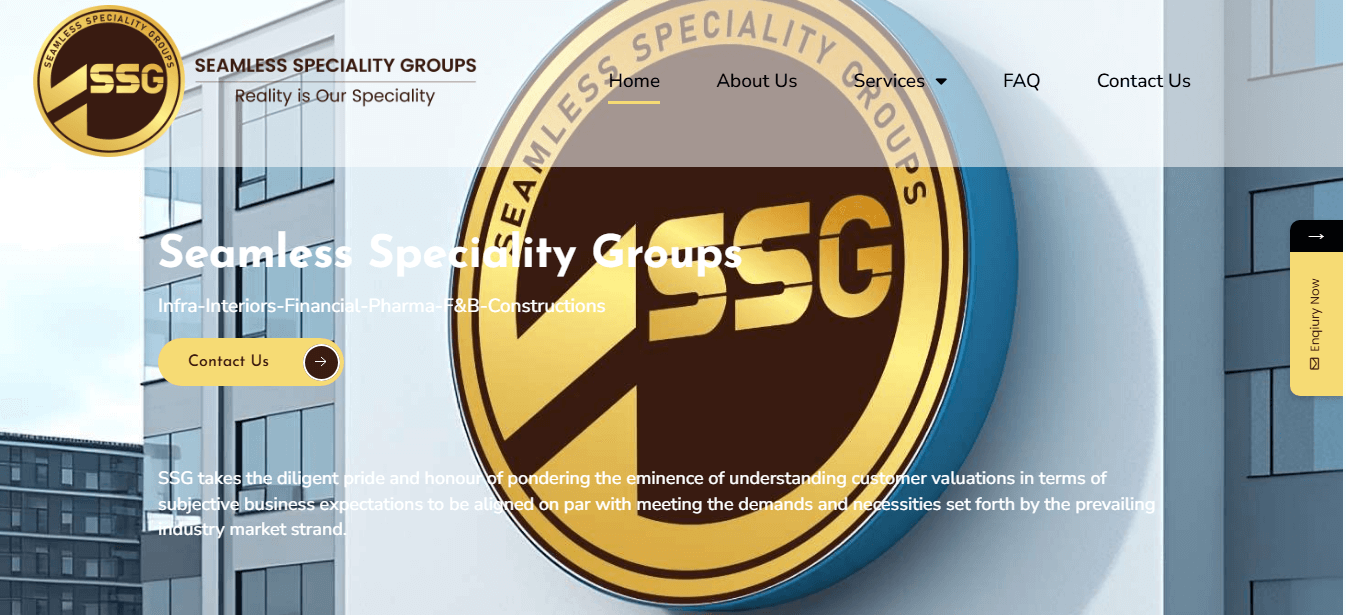 SEAMLESS SPECIALITY GROUPS
SSG
SEAMLESS SPECIALITY GROUPS
Reality is Our Speciality
Home
About Us
Services
FAQ
Contact Us
SEAMLESS SPECIALITY GROUPS
SSG
Seamless Speciality Groups
Infra-Interiors-Financial-Pharma-F&B-Constructions
Contact Us
Enqiury Now
SSG takes the diligent pride and honour of pondering the eminence of understanding customer valuations in terms of
subjective business expectations to be aligned on par with meeting the demands and necessities set forth by the prevailing
industry market strand.